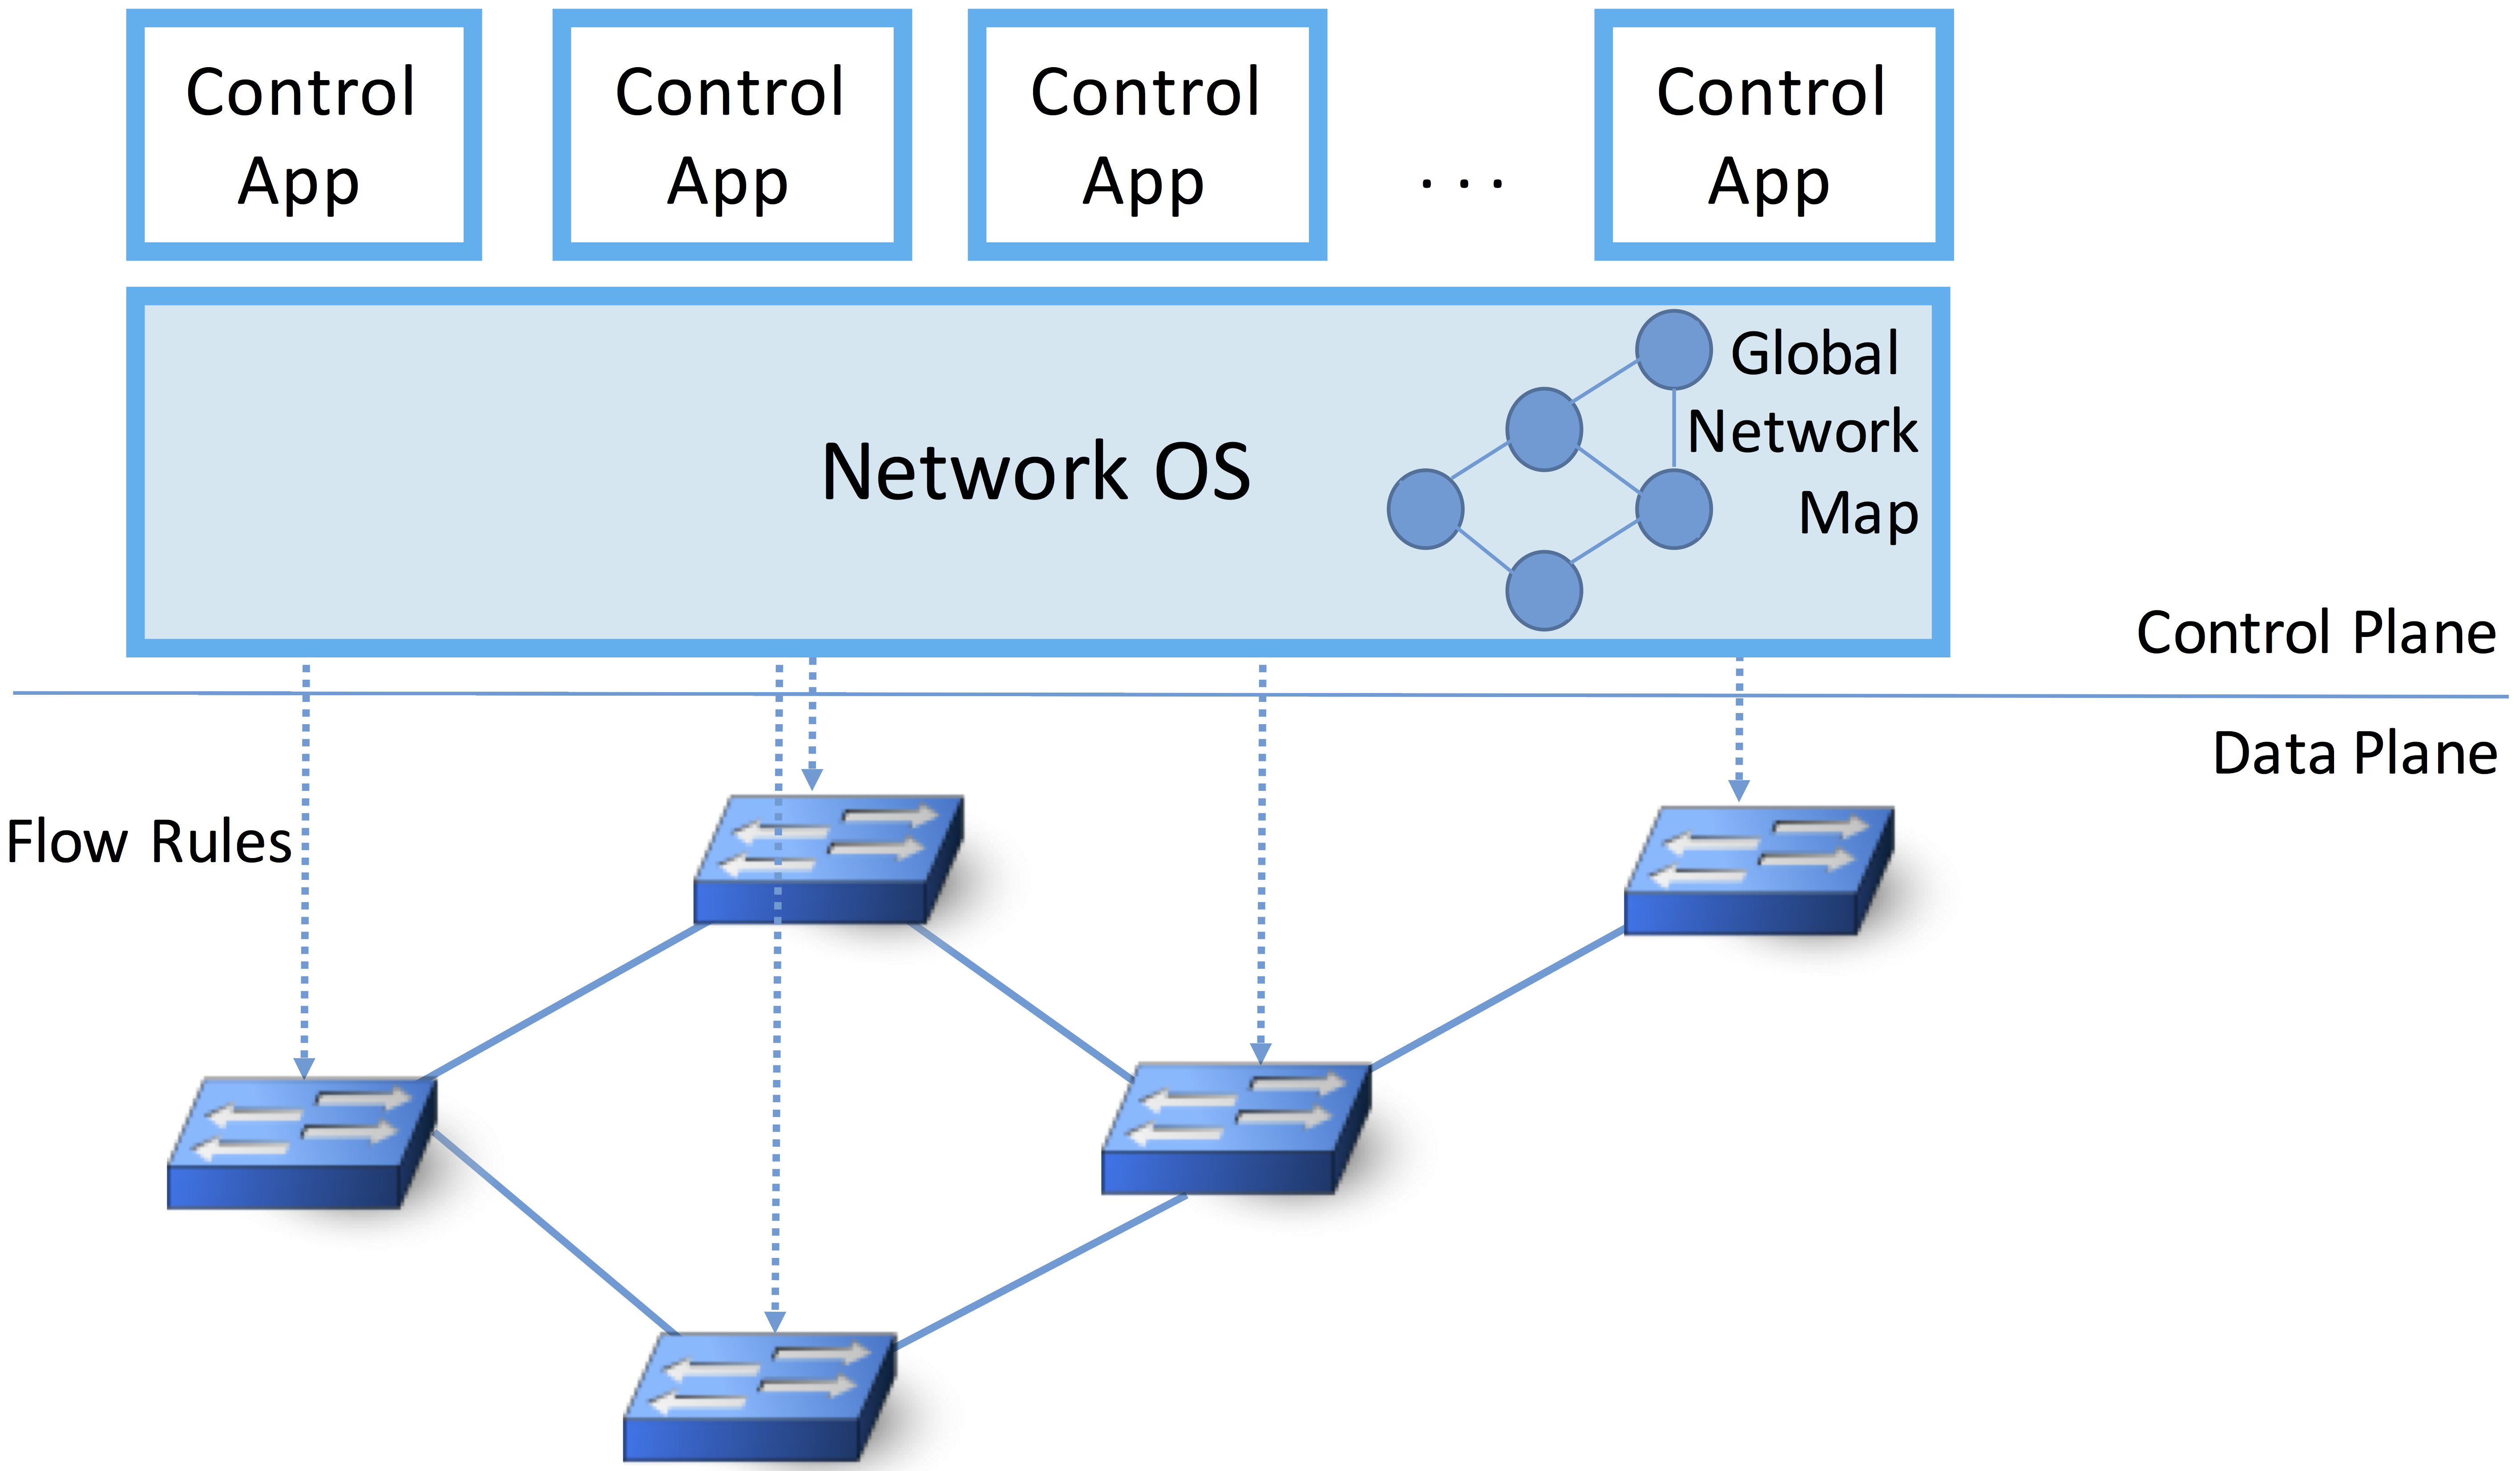 Control
App
Control
App
Control
App
. . .
Control
App
Network OS
Global
Network
Map
Control Plane
Data Plane
Flow Rules